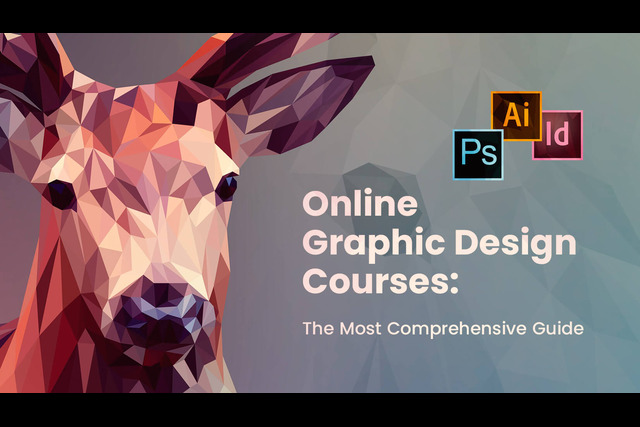 Ai
Id
Ps
Online
Graphic Design
Courses:
The Most Comprehensive Guide